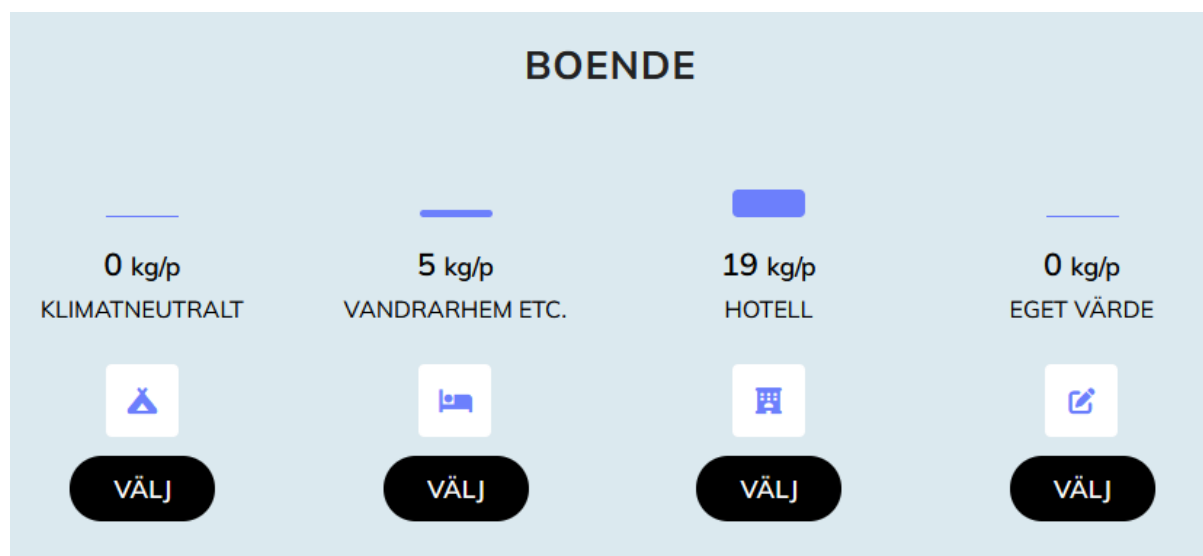 BOENDE
0 kg/p
5 kg/p
19 kg/p
0 kg/p
KLIMATNEUTRALT
VANDRARHEM ETC.
HOTELL
EGET VÄRDE
VÄLJ
VÄLJ
VÄLJ
VÄLJ